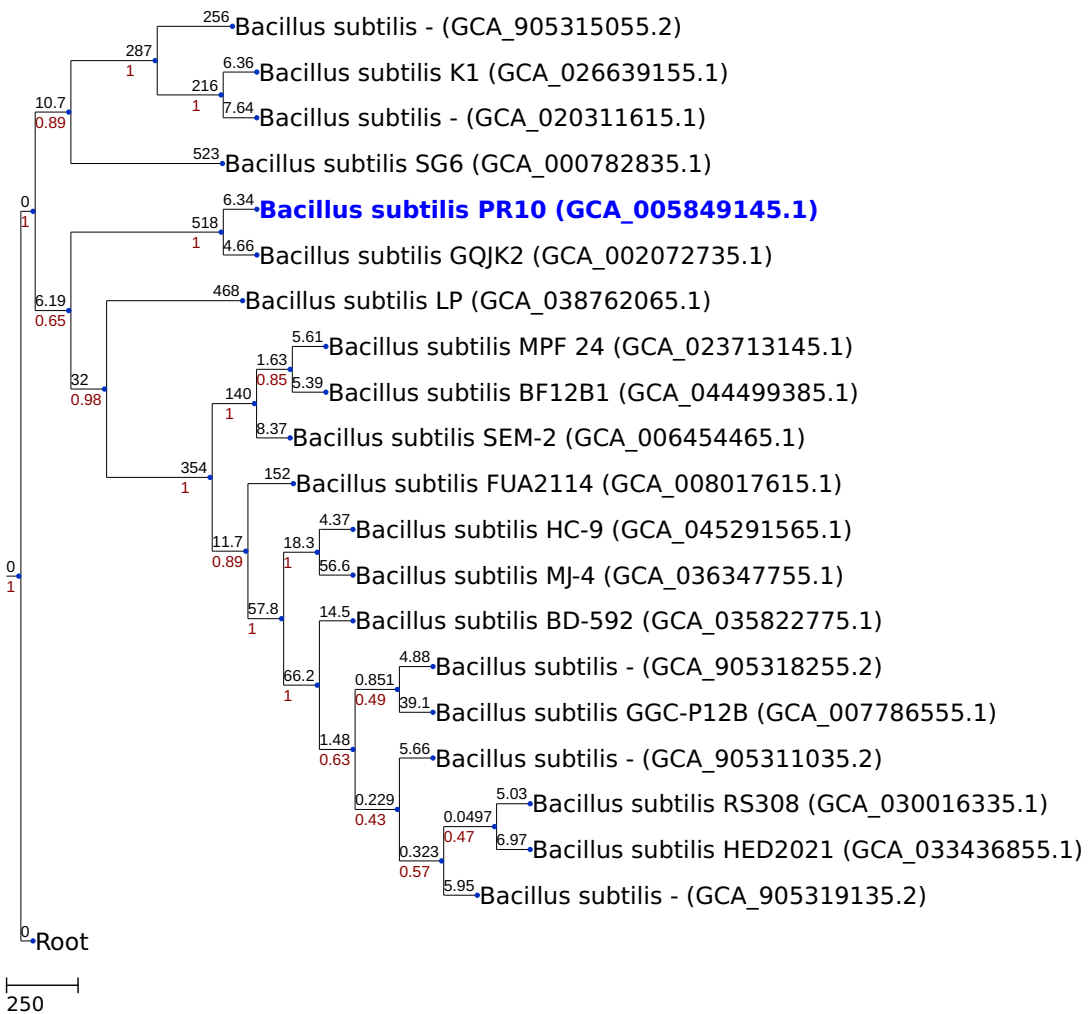 256
Bacillus subtilis - (GCA_905315055.2)
287
1
6.36
Bacillus subtilis K1 (GCA_026639155.1)
216
1
7.64
Bacillus subtilis - (GCA_020311615.1)
10.7
0.89
523
Bacillus subtilis SG6 (GCA_000782835.1)
0
1
6.34
Bacillus subtilis PR10 (GCA_005849145.1)
518
1
4.66
Bacillus subtilis GQJK2 (GCA_002072735.1)
6.19
0.65
468
Bacillus subtilis LP (GCA_038762065.1)
5.61
Bacillus subtilis MPF 24 (GCA_023713145.1)
1.63
0.85
5.39
Bacillus subtilis BF12B1 (GCA_044499385.1)
32
0.98
140
1
8.37
Bacillus subtilis SEM-2 (GCA_006454465.1)
354
1
152
Bacillus subtilis FUA2114 (GCA_008017615.1)
4.37
Bacillus subtilis HC-9 (GCA_045291565.1)
11.7
0.89
18.3
1
56.6
Bacillus subtilis MJ-4 (GCA_036347755.1)
0
1
57.8
1
14.5
Bacillus subtilis BD-592 (GCA_035822775.1)
4.88
Bacillus subtilis - (GCA_905318255.2)
66.2
1
0.851
0.49
39.1
Bacillus subtilis GGC-P12B (GCA_007786555.1)
1.48
0.63
5.66
Bacillus subtilis - (GCA_905311035.2)
0.229
0.43
5.03
Bacillus subtilis RS308 (GCA_030016335.1)
0.0497
0.47
6.97
Bacillus subtilis HED2021 (GCA_033436855.1)
0.323
0.57
5.95
Bacillus subtilis - (GCA_905319135.2)
0
Root
250